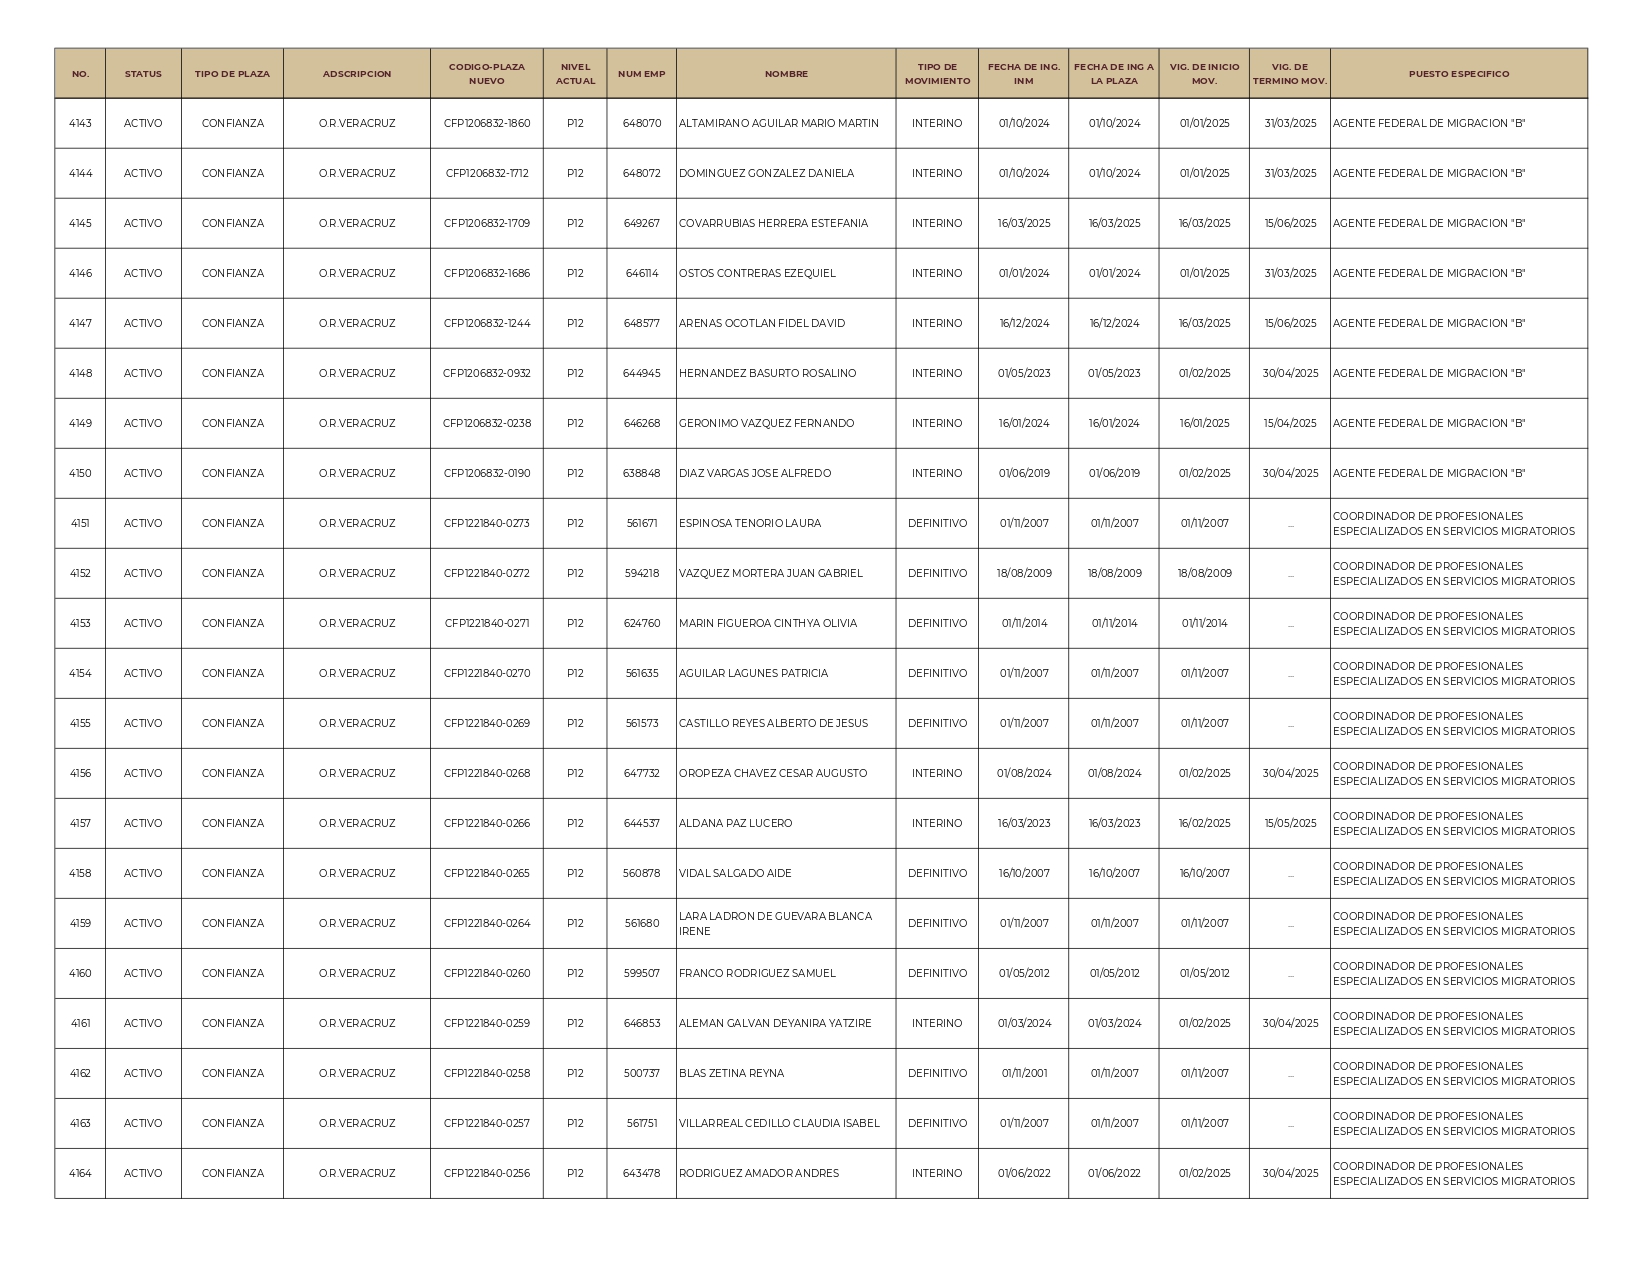 NO. STATUS TIPO DE PLAZA ADSCRIPCION CODIGO-PLAZA NUEVO NIVEL ACTUAL NUM EMP NOMBRE TIPO DE MOVIMIENTO FECHA DE ING. INM FECHA DE ING A LA PLAZA VIG. DE INICIO MOV. VIG. DE TERMINO MOV. PUESTO ESPECIFICO
4143 ACTIVO CONFIANZA O.R.VERACRUZ CFP1206832-1860 P12 648070 ALTAMIRANO AGUILAR MARIO MARTIN INTERINO 01/10/2024 01/10/2024 01/01/2025 31/03/2025 AGENTE FEDERAL DE MIGRACION "B"
4144 ACTIVO CONFIANZA O.R.VERACRUZ CFP1206832-1712 P12 648072 DOMINGUEZ GONZALEZ DANIELA INTERINO 01/10/2024 01/10/2024 01/01/2025 31/03/2025 AGENTE FEDERAL DE MIGRACION "B"
4145 ACTIVO CONFIANZA O.R.VERACRUZ CFP1206832-1709 P12 649267 COVARRUBIAS HERRERA ESTEFANIA INTERINO 16/03/2025 16/03/2025 16/03/2025 15/06/2025 AGENTE FEDERAL DE MIGRACION "B"
4146 ACTIVO CONFIANZA O.R.VERACRUZ CFP1206832-1686 P12 646114 OSTOS CONTRERAS EZEQUIEL INTERINO 01/01/2024 01/01/2024 01/01/2025 31/03/2025 AGENTE FEDERAL DE MIGRACION "B"
4147 ACTIVO CONFIANZA O.R.VERACRUZ CFP1206832-1244 P12 648577 ARENAS OCOTLAN FIDEL DAVID INTERINO 16/12/2024 16/12/2024 16/03/2025 15/06/2025 AGENTE FEDERAL DE MIGRACION "B"
4148 ACTIVO CONFIANZA O.R.VERACRUZ CFP1206832-0932 P12 644945 HERNANDEZ BASURTO ROSALINO INTERINO 01/05/2023 01/05/2023 01/02/2025 30/04/2025 AGENTE FEDERAL DE MIGRACION "B"
4149 ACTIVO CONFIANZA O.R.VERACRUZ CFP1206832-0238 P12 646268 GERONIMO VAZQUEZ FERNANDO INTERINO 16/01/2024 16/01/2024 16/01/2025 15/04/2025 AGENTE FEDERAL DE MIGRACION "B"
4150 ACTIVO CONFIANZA O.R.VERACRUZ CFP1206832-0190 P12 638848 DIAZ VARGAS JOSE ALFREDO INTERINO 01/06/2019 01/06/2019 01/02/2025 30/04/2025 AGENTE FEDERAL DE MIGRACION "B"
4151 ACTIVO CONFIANZA O.R.VERACRUZ CFP1221840-0273 P12 561671 ESPINOSA TENORIO LAURA DEFINITIVO 01/11/2007 01/11/2007 01/11/2007 ... COORDINADOR DE PROFESIONALES ESPECIALIZADOS EN SERVICIOS MIGRATORIOS
4152 ACTIVO CONFIANZA O.R.VERACRUZ CFP1221840-0272 P12 594218 VAZQUEZ MORTERA JUAN GABRIEL DEFINITIVO 18/08/2009 18/08/2009 18/08/2009 ... COORDINADOR DE PROFESIONALES ESPECIALIZADOS EN SERVICIOS MIGRATORIOS
4153 ACTIVO CONFIANZA O.R.VERACRUZ CFP1221840-0271 P12 624760 MARIN FIGUEROA CINTHYA OLIVIA DEFINITIVO 01/11/2014 01/11/2014 01/11/2014 ... COORDINADOR DE PROFESIONALES ESPECIALIZADOS EN SERVICIOS MIGRATORIOS
4154 ACTIVO CONFIANZA O.R.VERACRUZ CFP1221840-0270 P12 561635 AGUILAR LAGUNES PATRICIA DEFINITIVO 01/11/2007 01/11/2007 01/11/2007 ... COORDINADOR DE PROFESIONALES ESPECIALIZADOS EN SERVICIOS MIGRATORIOS
4155 ACTIVO CONFIANZA O.R.VERACRUZ CFP1221840-0269 P12 561573 CASTILLO REYES ALBERTO DE JESUS DEFINITIVO 01/11/2007 01/11/2007 01/11/2007 ... COORDINADOR DE PROFESIONALES ESPECIALIZADOS EN SERVICIOS MIGRATORIOS
4156 ACTIVO CONFIANZA O.R.VERACRUZ CFP1221840-0268 P12 647732 OROPEZA CHAVEZ CESAR AUGUSTO INTERINO 01/08/2024 01/08/2024 01/02/2025 30/04/2025 COORDINADOR DE PROFESIONALES ESPECIALIZADOS EN SERVICIOS MIGRATORIOS
4157 ACTIVO CONFIANZA O.R.VERACRUZ CFP1221840-0266 P12 644537 ALDANA PAZ LUCERO INTERINO 16/03/2023 16/03/2023 16/02/2025 15/05/2025 COORDINADOR DE PROFESIONALES ESPECIALIZADOS EN SERVICIOS MIGRATORIOS
4158 ACTIVO CONFIANZA O.R.VERACRUZ CFP1221840-0265 P12 560878 VIDAL SALGADO AIDE DEFINITIVO 16/10/2007 16/10/2007 16/10/2007 ... COORDINADOR DE PROFESIONALES ESPECIALIZADOS EN SERVICIOS MIGRATORIOS
4159 ACTIVO CONFIANZA O.R.VERACRUZ CFP1221840-0264 P12 561680 LARA LADRON DE GUEVARA BLANCA IRENE DEFINITIVO 01/11/2007 01/11/2007 01/11/2007 ... COORDINADOR DE PROFESIONALES ESPECIALIZADOS EN SERVICIOS MIGRATORIOS
4160 ACTIVO CONFIANZA O.R.VERACRUZ CFP1221840-0260 P12 599507 FRANCO RODRIGUEZ SAMUEL DEFINITIVO 01/05/2012 01/05/2012 01/05/2012 ... COORDINADOR DE PROFESIONALES ESPECIALIZADOS EN SERVICIOS MIGRATORIOS
4161 ACTIVO CONFIANZA O.R.VERACRUZ CFP1221840-0259 P12 646853 ALEMAN GALVAN DEYANIRA YATZIRE INTERINO 01/03/2024 01/03/2024 01/02/2025 30/04/2025 COORDINADOR DE PROFESIONALES ESPECIALIZADOS EN SERVICIOS MIGRATORIOS
4162 ACTIVO CONFIANZA O.R.VERACRUZ CFP1221840-0258 P12 500737 BLAS ZETINA REYNA DEFINITIVO 01/11/2001 01/11/2007 01/11/2007 ... COORDINADOR DE PROFESIONALES ESPECIALIZADOS EN SERVICIOS MIGRATORIOS
4163 ACTIVO CONFIANZA O.R.VERACRUZ CFP1221840-0257 P12 561751 VILLARREAL CEDILLO CLAUDIA ISABEL DEFINITIVO 01/11/2007 01/11/2007 01/11/2007 ... COORDINADOR DE PROFESIONALES ESPECIALIZADOS EN SERVICIOS MIGRATORIOS
4164 ACTIVO CONFIANZA O.R.VERACRUZ CFP1221840-0256 P12 643478 RODRIGUEZ AMADOR ANDRES INTERINO 01/06/2022 01/06/2022 01/02/2025 30/04/2025 COORDINADOR DE PROFESIONALES ESPECIALIZADOS EN SERVICIOS MIGRATORIOS